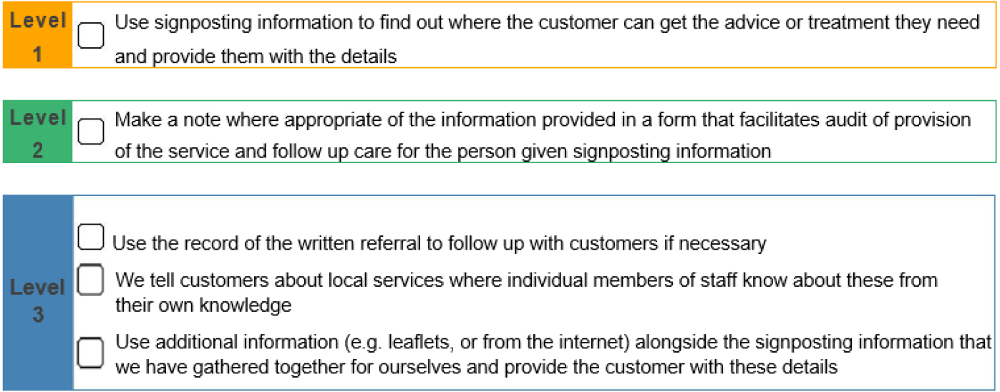 Level
1
Use signposting information to find out where the customer can get the advice or treatment they need
and provide them with the details
Level
2
Make a note where appropriate of the information provided in a form that facilitates audit of provision
of the service and follow up care for the person given signposting information
Level
3
Use the record of the written referral to follow up with customers if necessary
We tell customers about local services where individual members of staff know about these from
their own knowledge
Use additional information (e.g. leaflets, or from the internet) alongside the signposting information that
we have gathered together for ourselves and provide the customer with these details